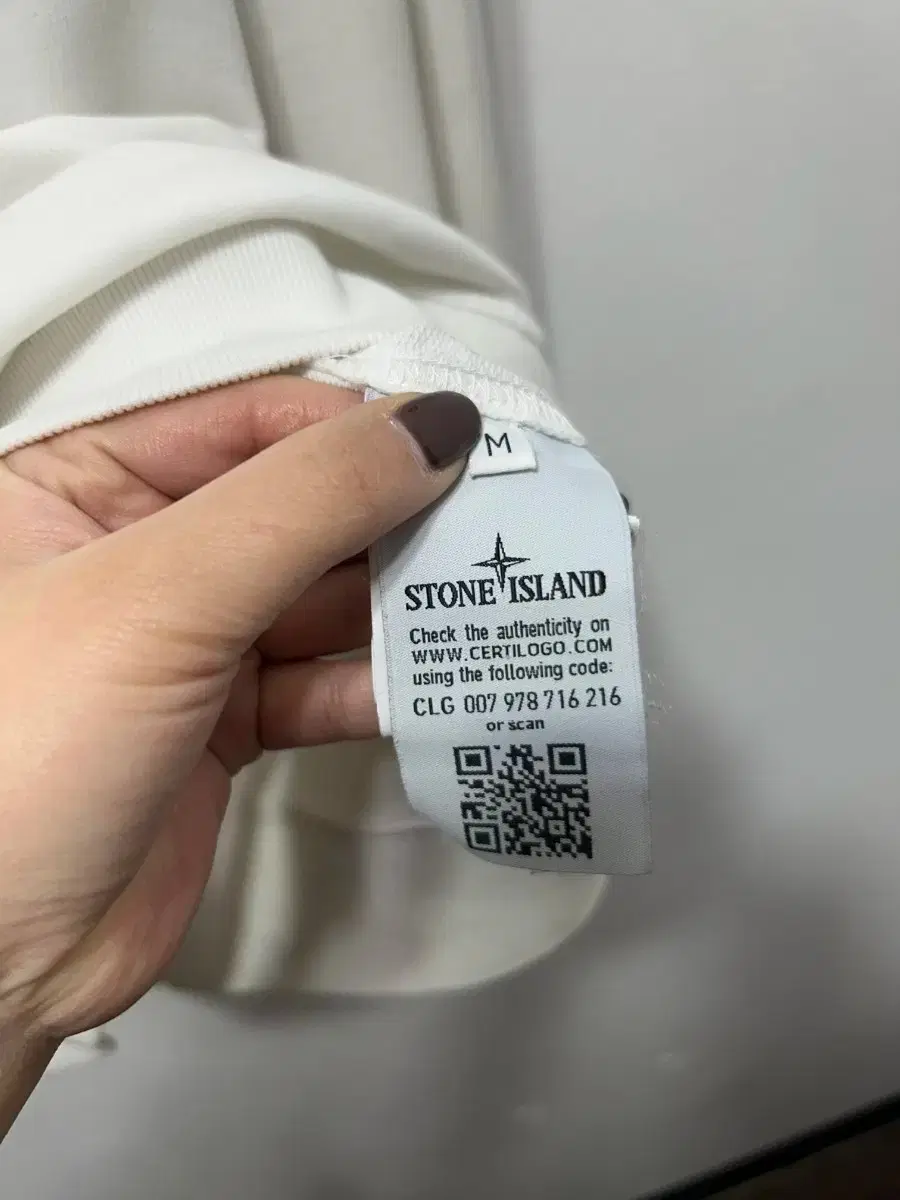 M
STONE ISLAND
Check the authenticity on
WWW.CERTILOGO.COM
using the following code:
CLG 007 978 716 216
or scan